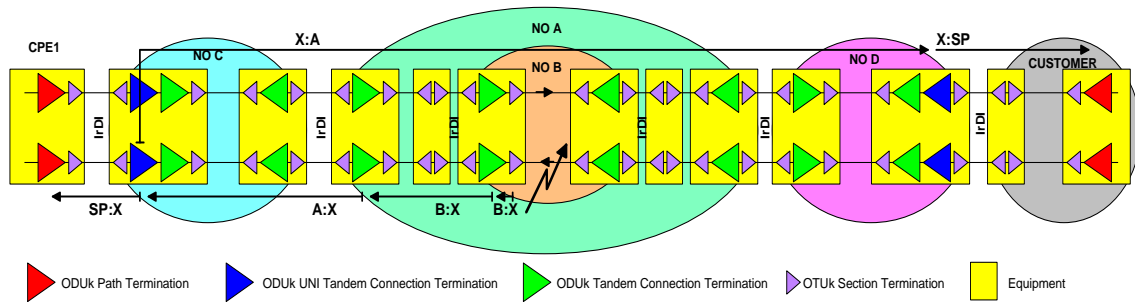 NO A
X:A
X:SP
CPE1
NO C
NO B
NO D
CUSTOMER
IrDI
IrDI
IrDI
IrDI
IrDI
SP:X
A:X
B:X
B:X
ODUk Path Termination
ODUk UNI Tandem Connection Termination
ODUk Tandem Connection Termination
OTUk Section Termination
Equipment